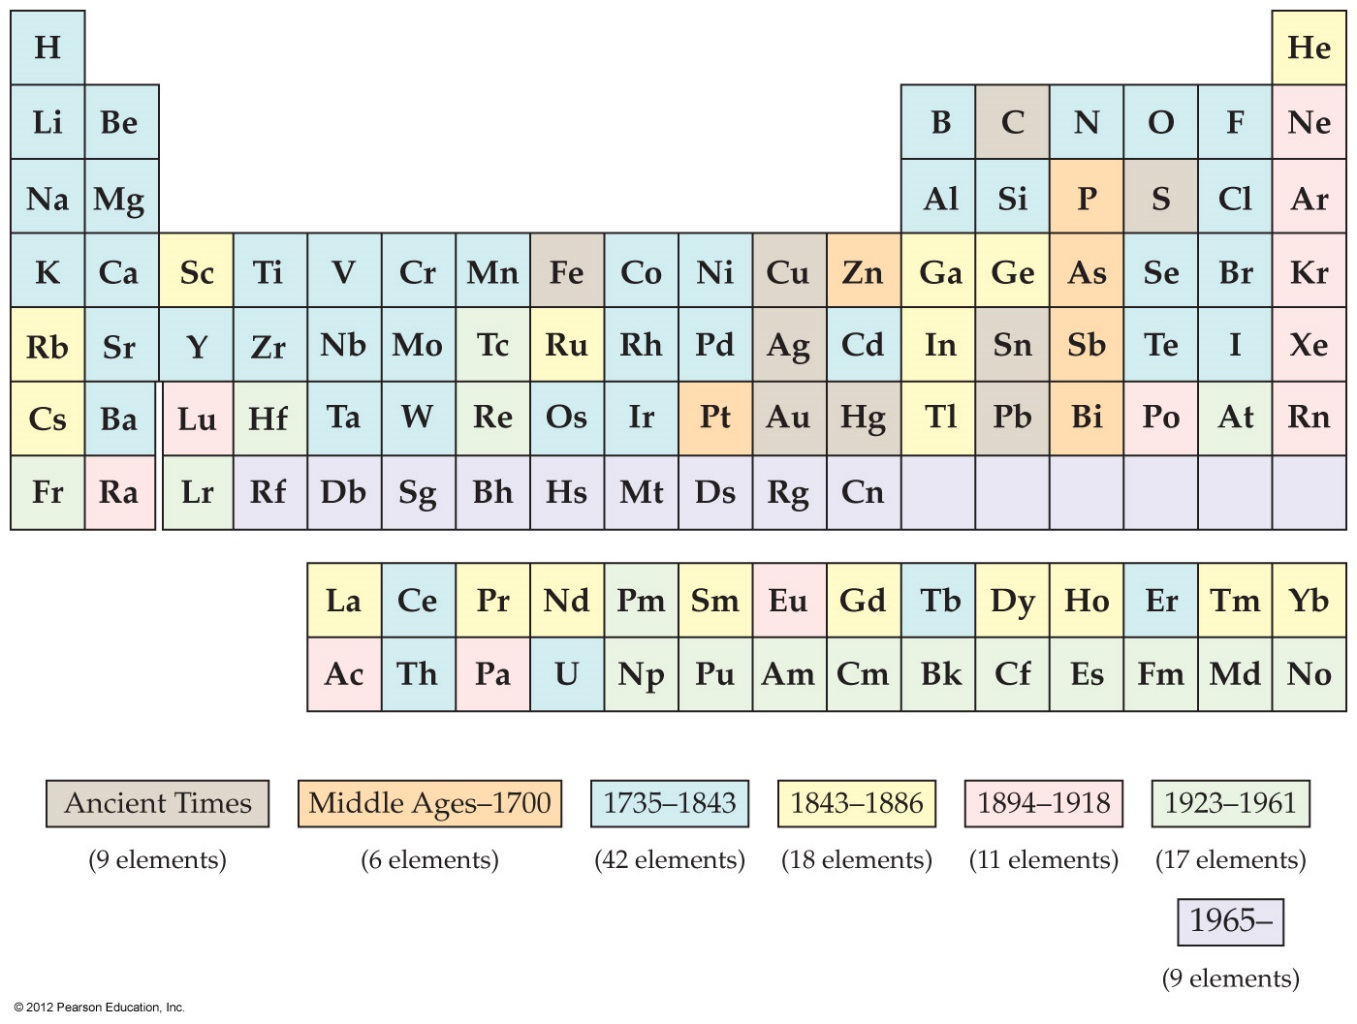 H He
Li Be B C N O F Ne
Na Mg Al Si P S Cl Ar
K Ca Sc Ti V Cr Mn Fe Co Ni Cu Zn Ga Ge As Se Br Kr
Rb Sr Y Zr Nb Mo Tc Ru Rh Pd Ag Cd In Sn Sb Te I Xe
Cs Ba Lu Hf Ta W Re Os Ir Pt Au Hg Tl Pb Bi Po At Rn
Fr Ra Lr Rf Db Sg Bh Hs Mt Ds Rg Cn
La Ce Pr Nd Pm Sm Eu Gd Tb Dy Ho Er Tm Yb
Ac Th Pa U Np Pu Am Cm Bk Cf Es Fm Md No
Ancient Times Middle Ages–1700 1735–1843 1843–1886 1894–1918 1923–1961
(9 elements) (6 elements) (42 elements) (18 elements) (11 elements) (17 elements)
1965–
(9 elements)
© 2012 Pearson Education, Inc.